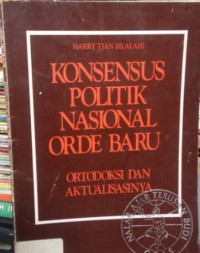 HARRY TJAN SILALAHI
KONSENSUS
POLITIK
NASIONAL
ORDE BARU
ORTODOKSI DAN
AKTUALISASINYA